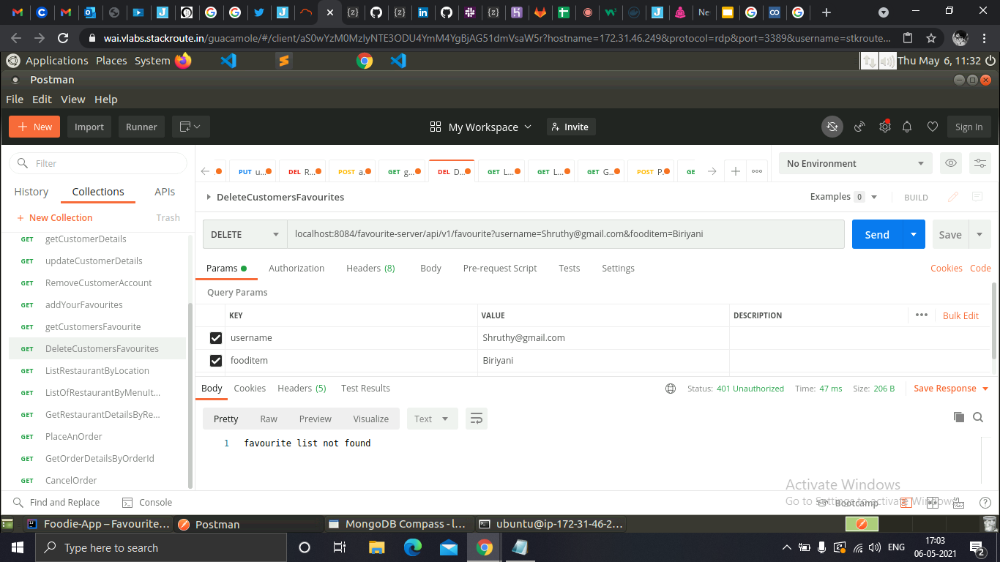 wai.vlabs.stackroute.in/guacamole/#/client/aS0wYzM0MzIyNTE3ODU4YmM4YgBjAG51dmVsaW5r?hostname=172.31.46.249&protocol=rdp&port=3389&username=stkroute...
Applications Places System
Thu May 6, 11:32
Postman
File Edit View Help
+ New Import Runner
My Workspace
Invite
Sign In
Filter
PUT u...
DEL R...
POST a.
GET g...
DEL D...
GET L...
GET L...
GET G...
POST P.
GE
No Environment
History Collections APIs
+ New Collection
Trash
GET getCustomerDetails
GET updateCustomerDetails
GET RemoveCustomerAccount
GET addYourFavourites
GET getCustomersFavourite
GET DeleteCustomersFavourites
GET ListRestaurantByLocation
GET ListOfRestaurantByMenuIt...
GET GetRestaurantDetailsByRe...
GET PlaceAnOrder
GET GetOrderDetailsByOrderId
GET CancelOrder
DeleteCustomersFavourites
Examples 0
BUILD
DELETE
localhost:8084/favourite-server/api/v1/favourite?username=Shruthy@gmail.com&fooditem=Biriyani
Send
Save
Params Authorization Headers (8) Body Pre-request Script Tests Settings
Cookies Code
Query Params
KEY VALUE DESCRIPTION
Bulk Edit
username Shruthy@gmail.com
fooditem Biriyani
Body Cookies Headers (5) Test Results
Status: 401 Unauthorized Time: 47 ms Size: 206 B
Save Response
Pretty Raw Preview Visualize
Text
1 favourite list not found
Activate Windows
Go to Settings to activate Windows.
Find and Replace
Console
Bootcamp
Foodie-App – Favourite...
Postman
MongoDB Compass - l...
ubuntu@ip-172-31-46-2...
Type here to search
ENG
17:03
06-05-2021
2